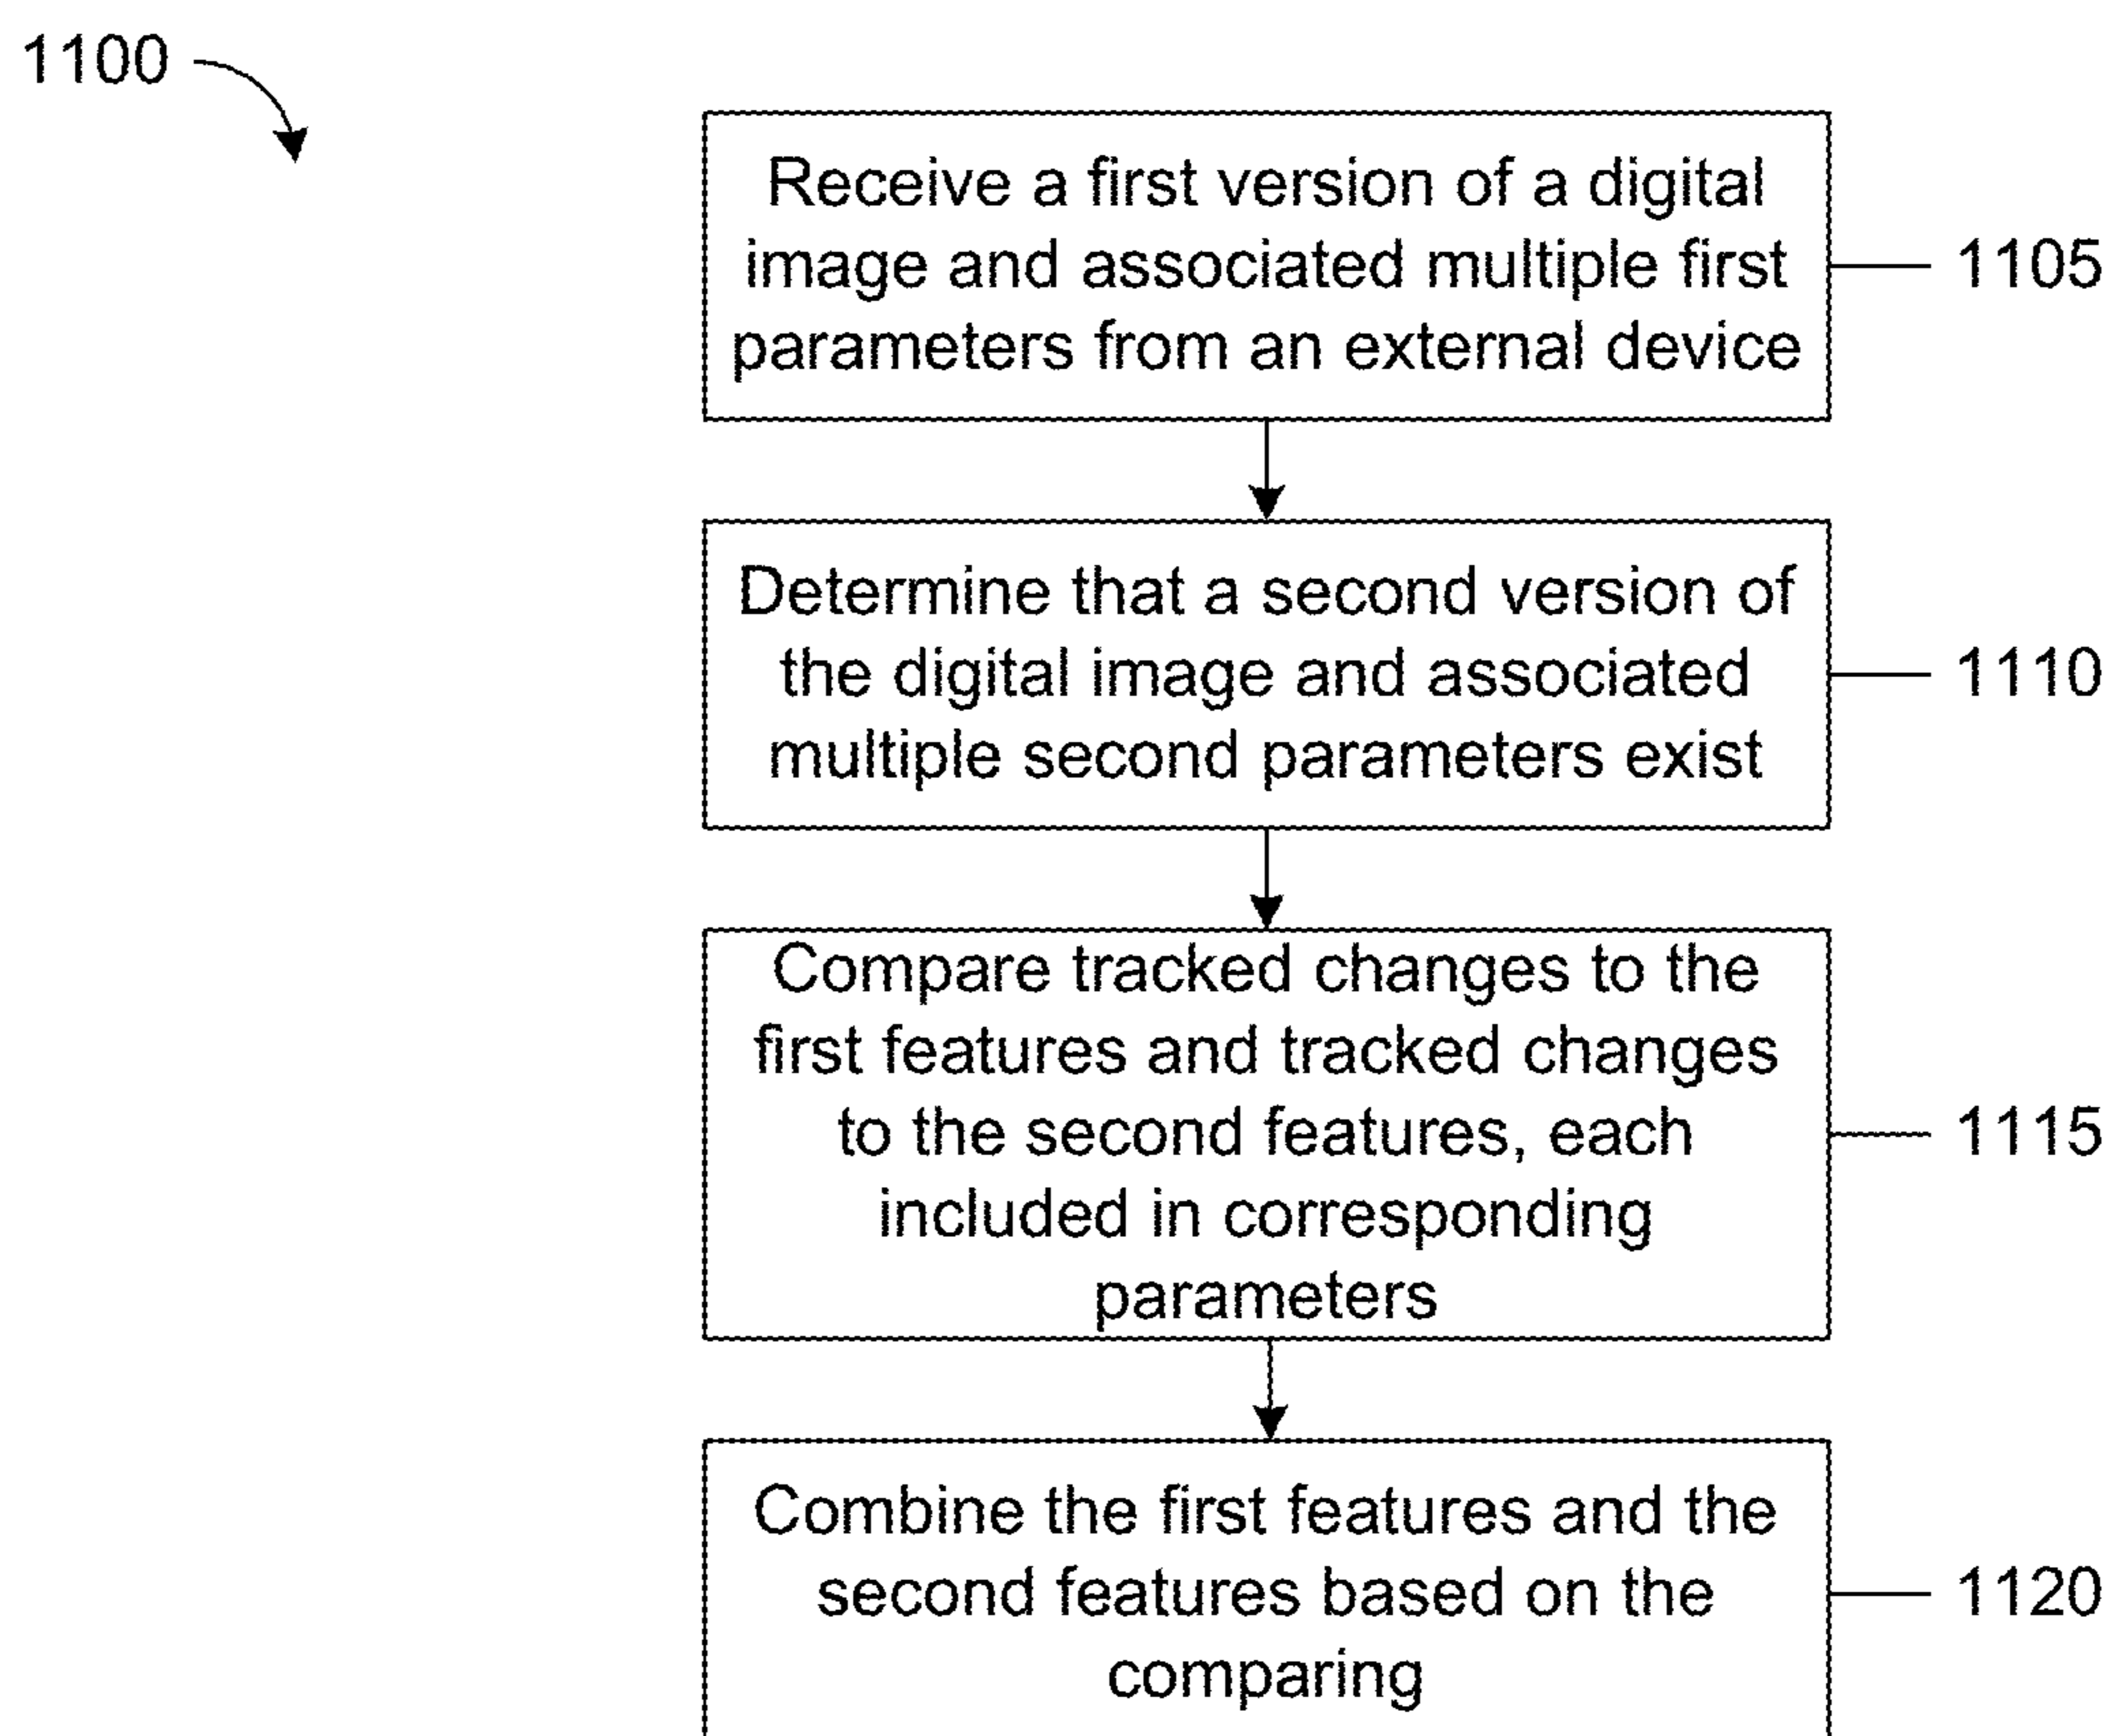 1100
Receive a first version of a digital
image and associated multiple first
parameters from an external device
1105
Determine that a second version of
the digital image and associated
multiple second parameters exist
1110
Compare tracked changes to the
first features and tracked changes
to the second features, each
included in corresponding
parameters
1115
Combine the first features and the
second features based on the
comparing
1120